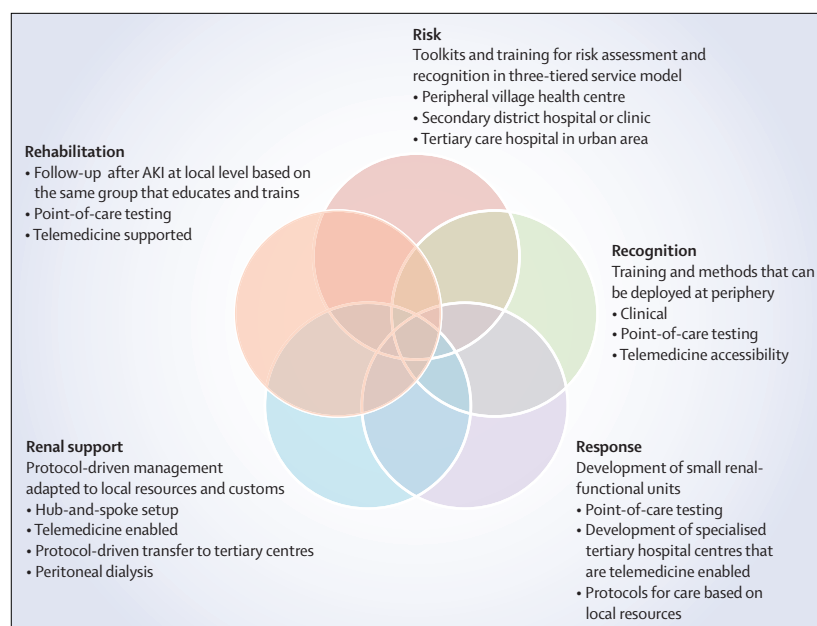 Risk
Toolkits and training for risk assessment and
recognition in three-tiered service model
• Peripheral village health centre
• Secondary district hospital or clinic
• Tertiary care hospital in urban area
Rehabilitation
• Follow-up after AKI at local level based on
the same group that educates and trains
• Point-of-care testing
• Telemedicine supported
Recognition
Training and methods that can
be deployed at periphery
• Clinical
• Point-of-care testing
• Telemedicine accessibility
Renal support
Protocol-driven management
adapted to local resources and customs
• Hub-and-spoke setup
• Telemedicine enabled
• Protocol-driven transfer to tertiary centres
• Peritoneal dialysis
Response
Development of small renal-
functional units
• Point-of-care testing
• Development of specialised
tertiary hospital centres that
are telemedicine enabled
• Protocols for care based on
local resources